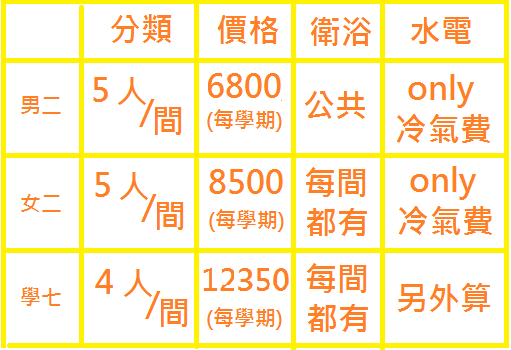 分類 價格 衛浴 水電
男二 5人/間 6800 公共 only
(每學期) 冷氣費
女二 5人/間 8500 每間 only
(每學期) 都有 冷氣費
學七 4人/間 12350 每間 另外算
(每學期) 都有